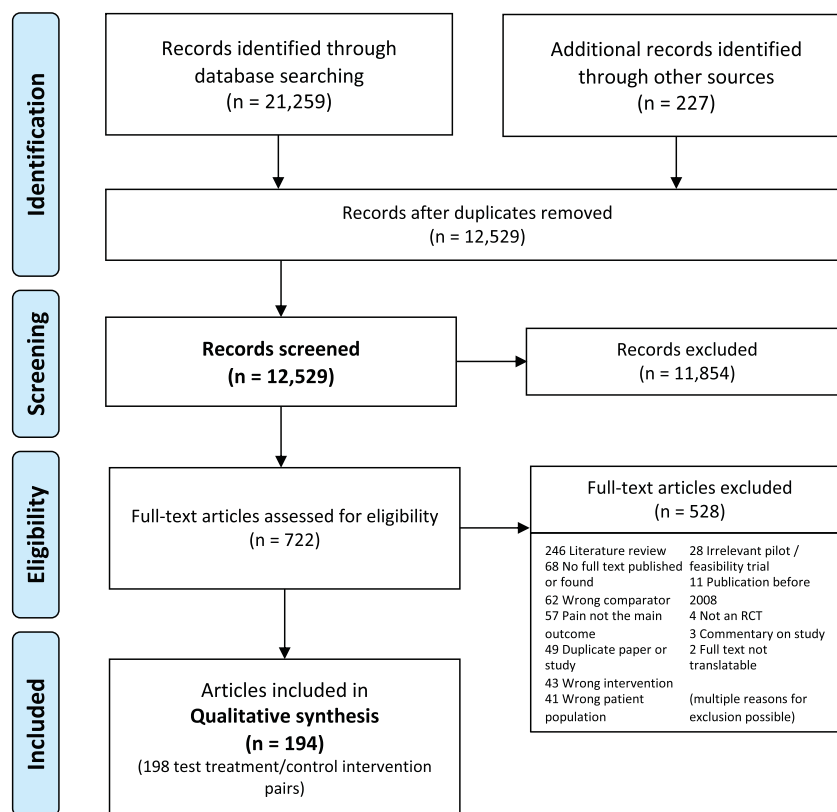 Identification
Records identified through
database searching
(n = 21,259)
Additional records identified
through other sources
(n = 227)
Records after duplicates removed
(n = 12,529)
Screening
Records screened
(n = 12,529)
Records excluded
(n = 11,854)
Eligibility
Full-text articles assessed for eligibility
(n = 722)
Full-text articles excluded
(n = 528)
246 Literature review
68 No full text published
or found
62 Wrong comparator
57 Pain not the main
outcome
49 Duplicate paper or
study
43 Wrong intervention
41 Wrong patient
population
28 Irrelevant pilot /
feasibility trial
11 Publication before
2008
4 Not an RCT
3 Commentary on study
2 Full text not
translatable
(multiple reasons for
exclusion possible)
Included
Articles included in
Qualitative synthesis
(n = 194)
(198 test treatment/control intervention
pairs)